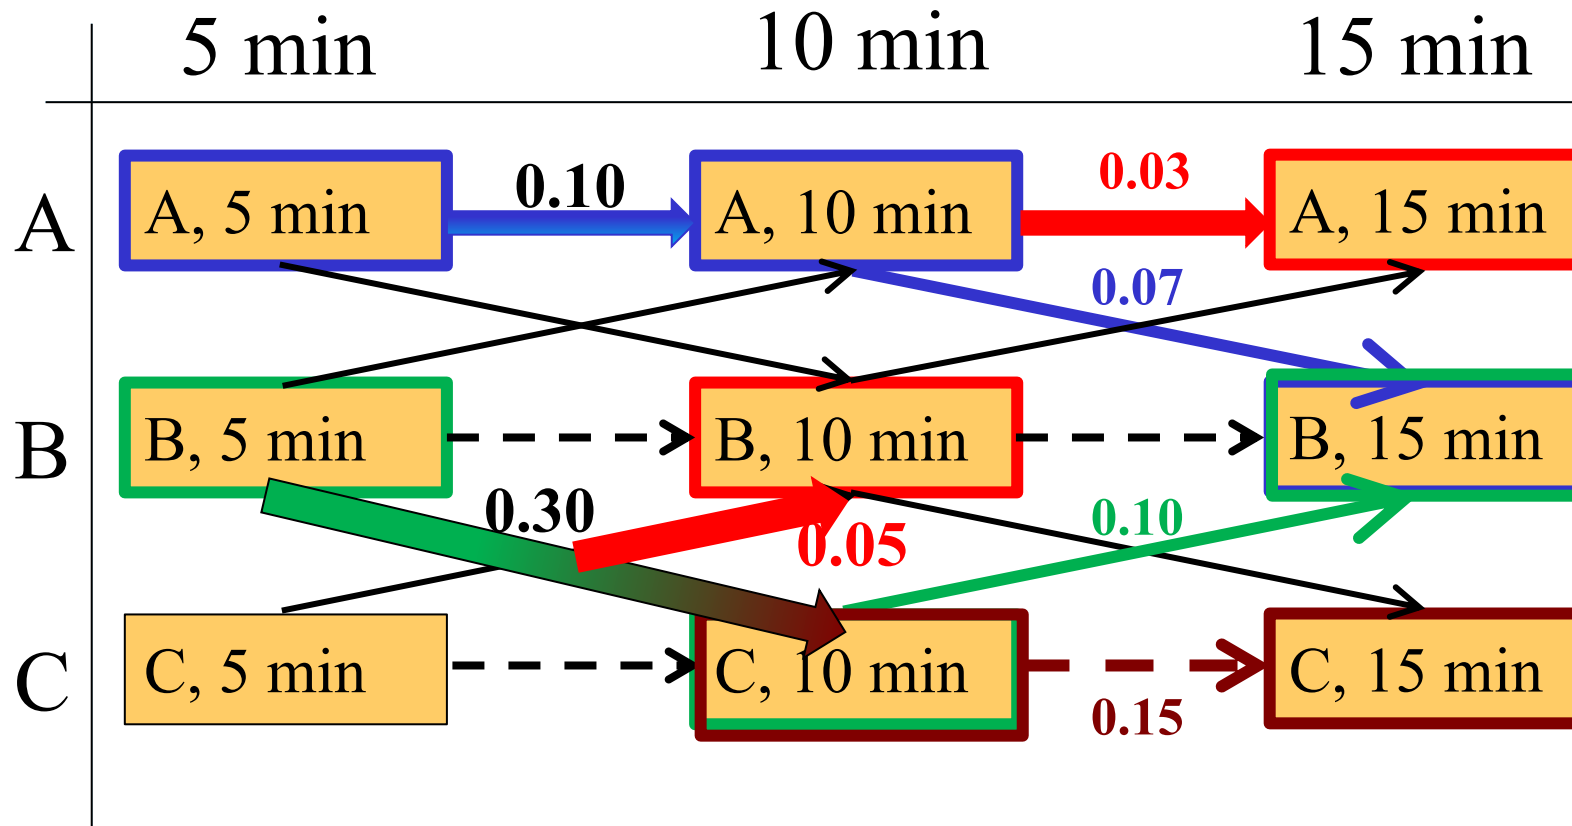 5 min 10 min 15 min
A A, 5 min 0.10 A, 10 min 0.03 A, 15 min
0.07
B B, 5 min B, 10 min B, 15 min
0.30 0.05 0.10
C C, 5 min C, 10 min C, 15 min
0.15